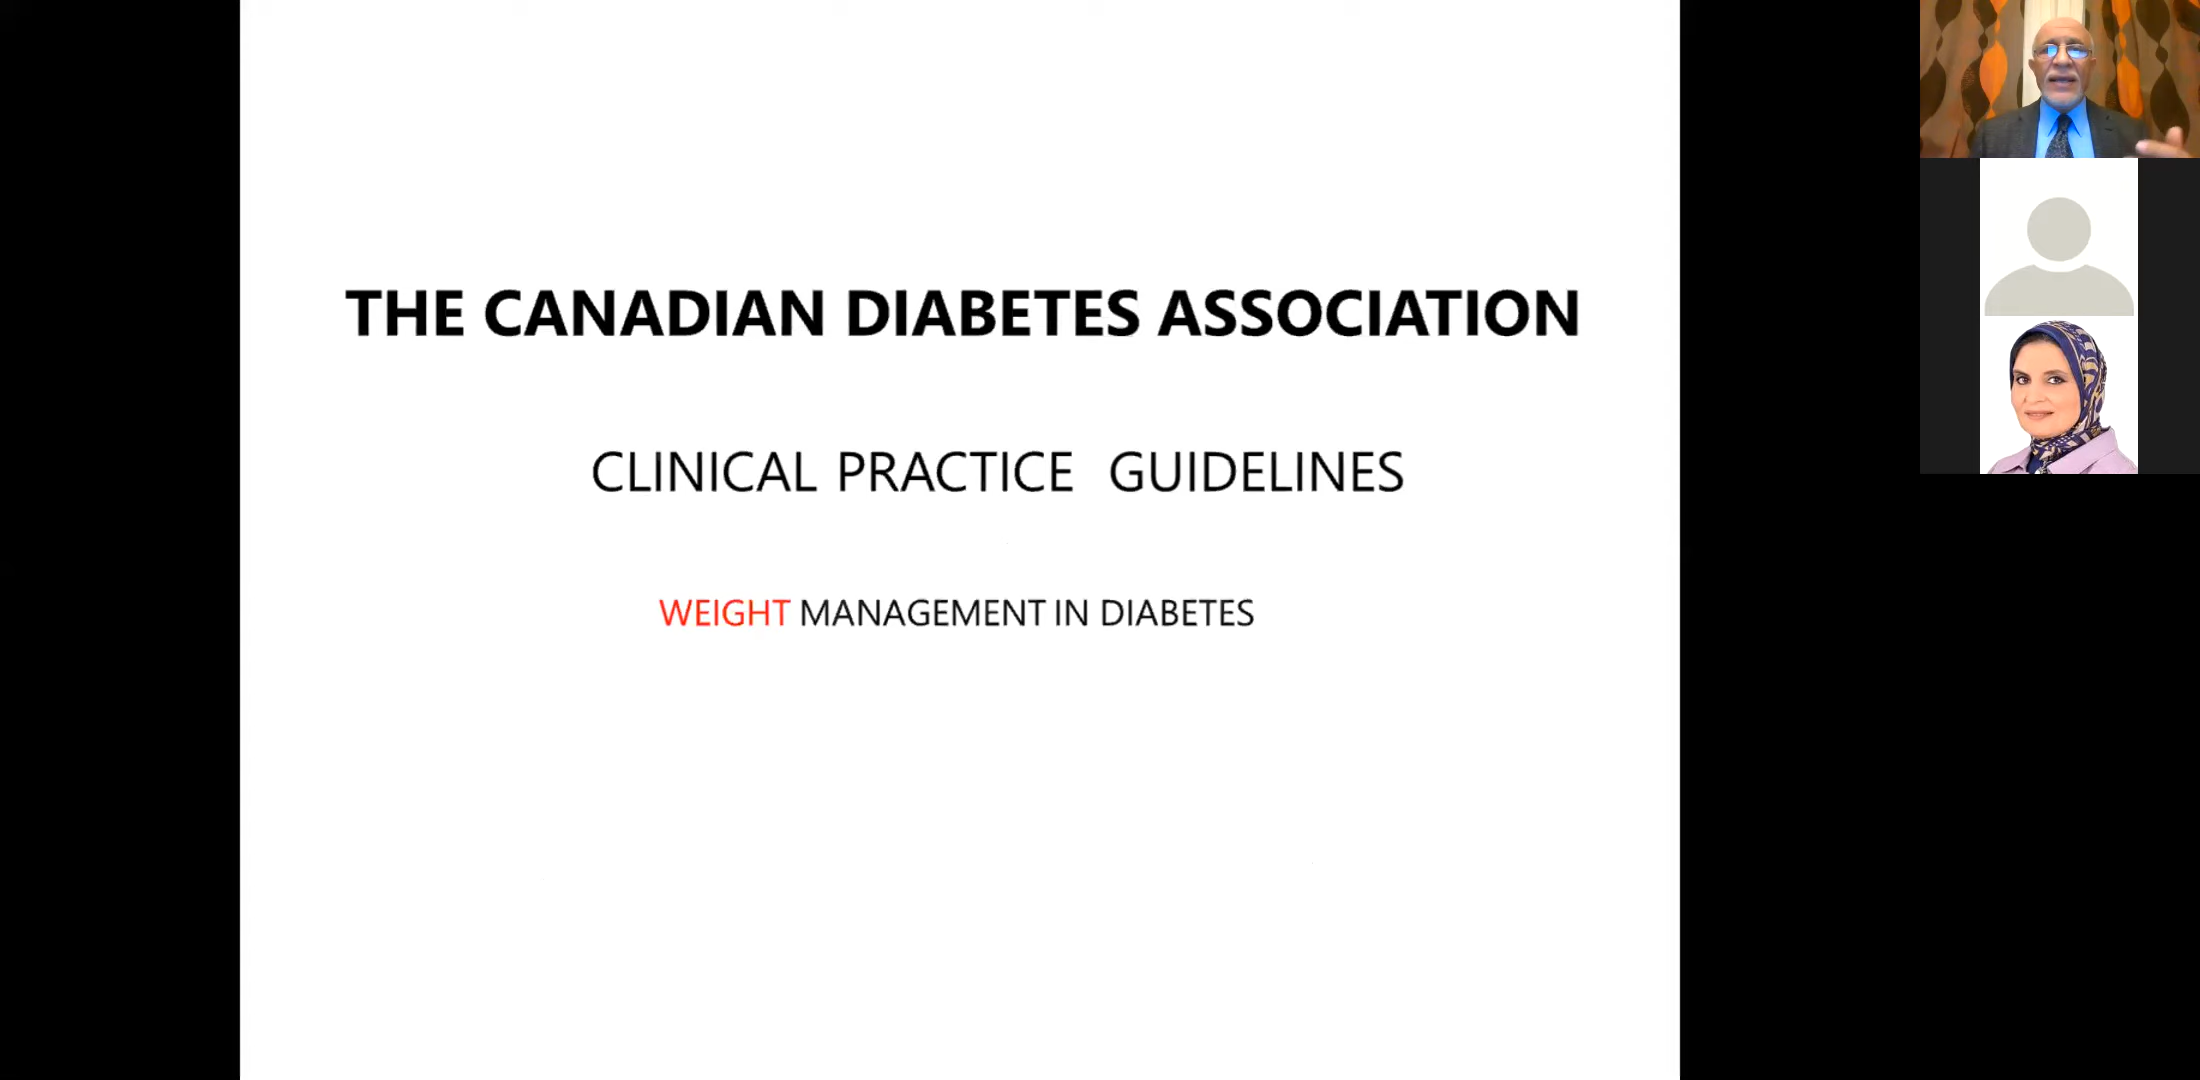 THE CANADIAN DIABETES ASSOCIATION
CLINICAL PRACTICE GUIDELINES
WEIGHT MANAGEMENT IN DIABETES